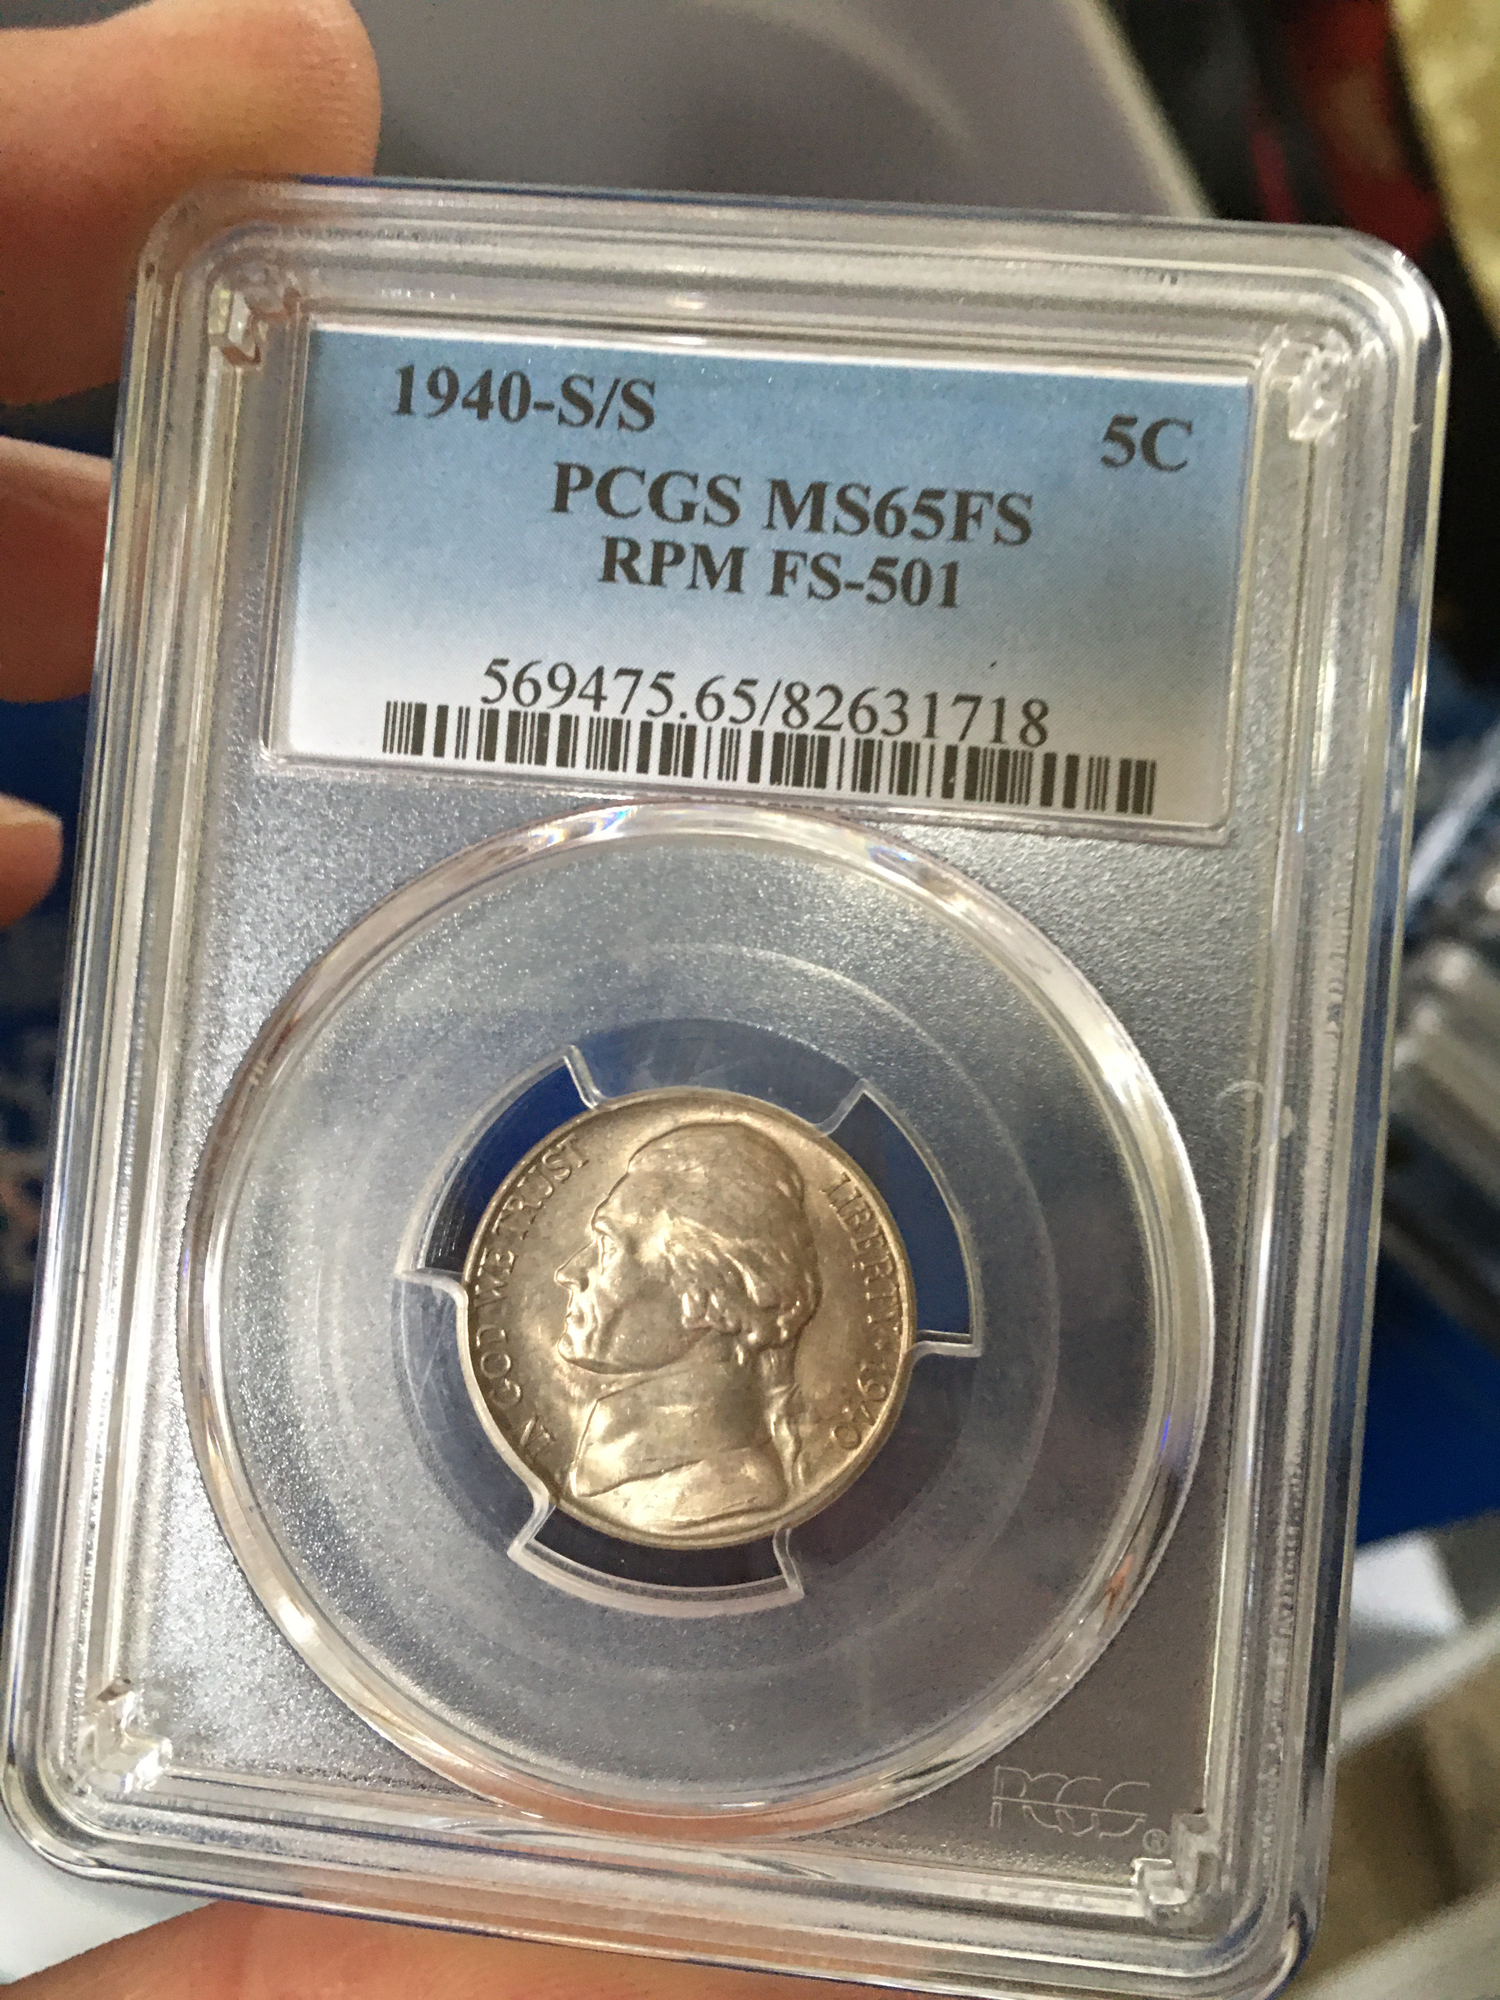 1940-S/S 5C
PCGS MS65FS
RPM FS-501
569475.65/82631718
IN GOD WE TRUST
LIBERTY
1940
PCGS ®